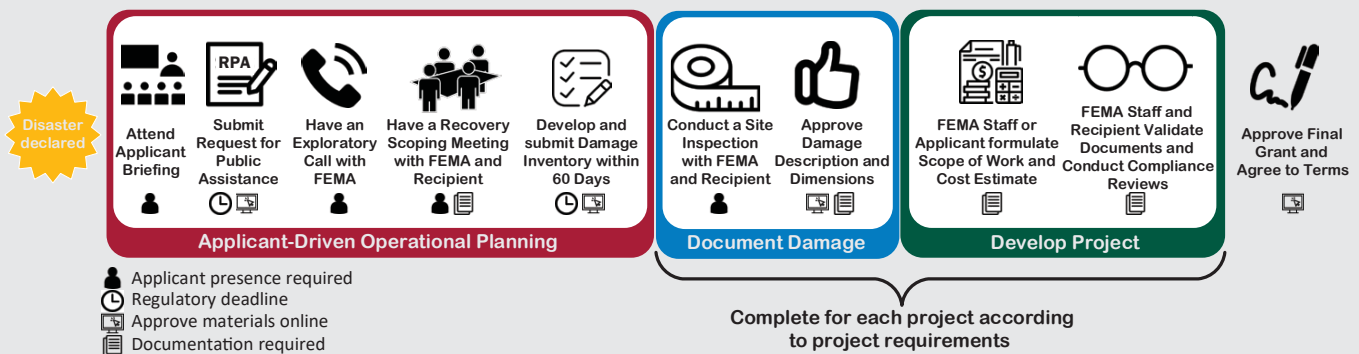 Disaster
declared
RPA
Attend
Applicant
Briefing
Submit
Request for
Public
Assistance
Have an
Exploratory
Call with
FEMA
Have a Recovery
Scoping Meeting
with FEMA and
Recipient
Develop and
submit Damage
Inventory within
60 Days
Applicant-Driven Operational Planning
Conduct a Site
Inspection
with FEMA
and Recipient
Approve
Damage
Description and
Dimensions
Document Damage
FEMA Staff or
Applicant formulate
Scope of Work and
Cost Estimate
FEMA Staff and
Recipient Validate
Documents and
Conduct Compliance
Reviews
Develop Project
Approve Final
Grant and
Agree to Terms
Applicant presence required
Regulatory deadline
Approve materials online
Documentation required
Complete for each project according
to project requirements